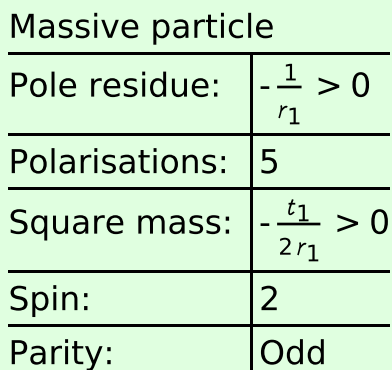 Massive particle
Pole residue: -1/r₁ > 0
Polarisations: 5
Square mass: -t₁/2r₁ > 0
Spin: 2
Parity: Odd